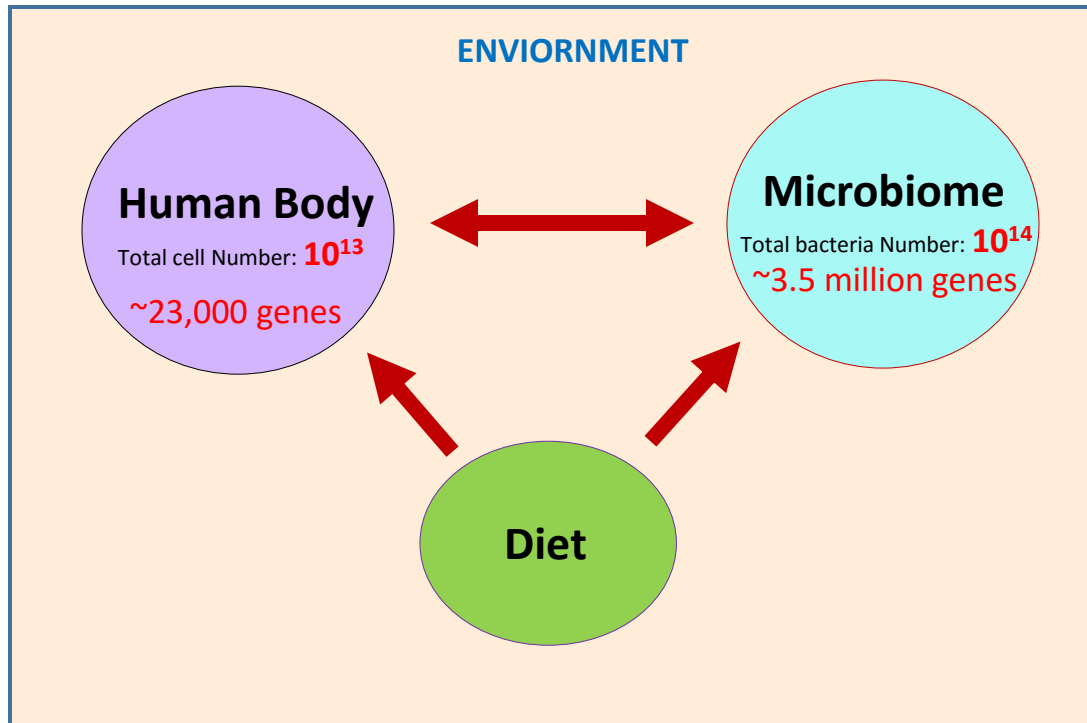 ENVIORNMENT
Human Body
Total cell Number: 10¹³
~23,000 genes
Microbiome
Total bacteria Number: 10¹⁴
~3.5 million genes
Diet